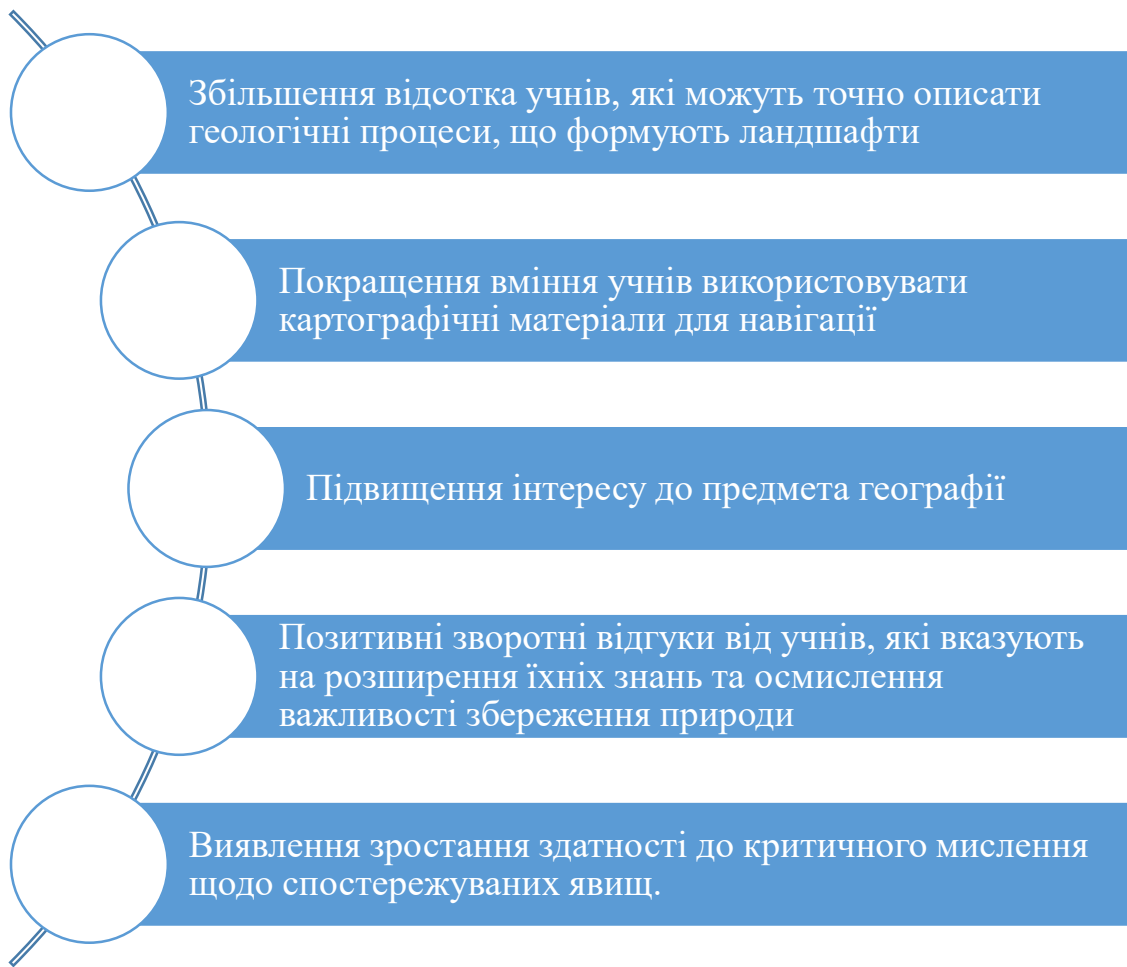 Збільшення відсотка учнів, які можуть точно описати
геологічні процеси, що формують ландшафти
Покращення вміння учнів використовувати
картографічні матеріали для навігації
Підвищення інтересу до предмета географії
Позитивні зворотні відгуки від учнів, які вказують
на розширення їхніх знань та осмислення
важливості збереження природи
Виявлення зростання здатності до критичного мислення
щодо спостережуваних явищ.